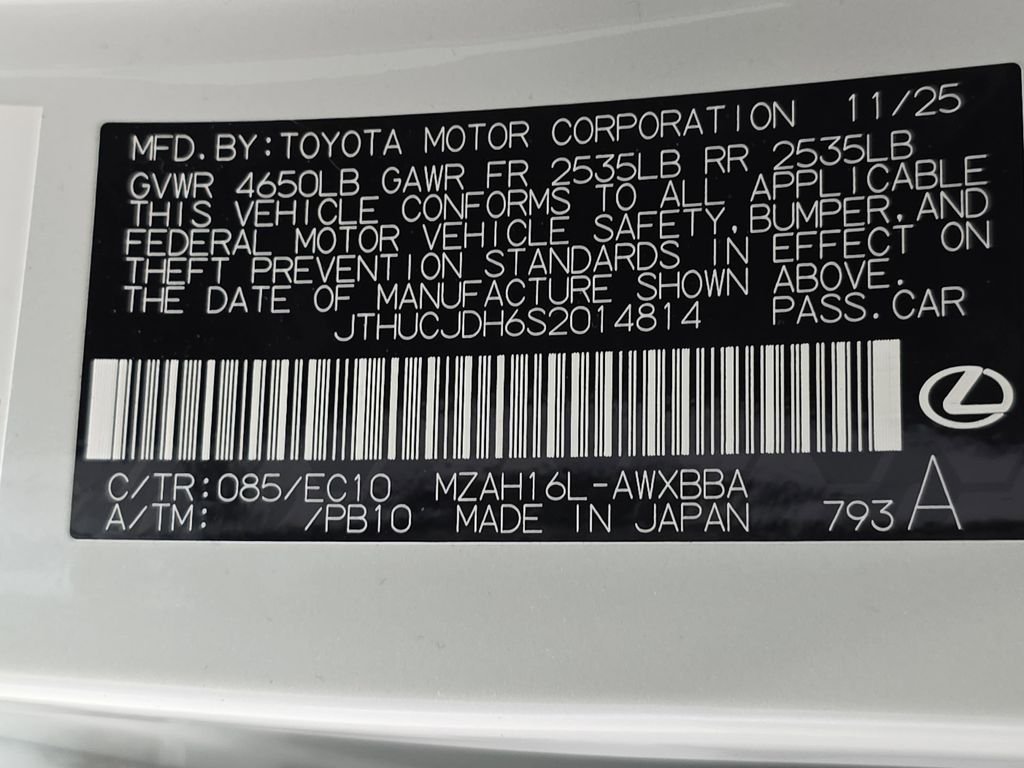 MFD.BY:TOYOTA MOTOR CORPORATION 11/25
GVWR 4650LB GAWR FR 2535LB RR 2535LB
THIS VEHICLE CONFORMS TO ALL APPLICABLE
FEDERAL MOTOR VEHICLE SAFETY,BUMPER,AND
THEFT PREVENTION STANDARDS IN EFFECT ON
THE DATE OF MANUFACTURE SHOWN ABOVE.
JTHUCJDH6S2014814 PASS.CAR
C/TR:085/EC10 MZAH16L-AWXBBA
A/TM: /PB10 MADE IN JAPAN 793 A